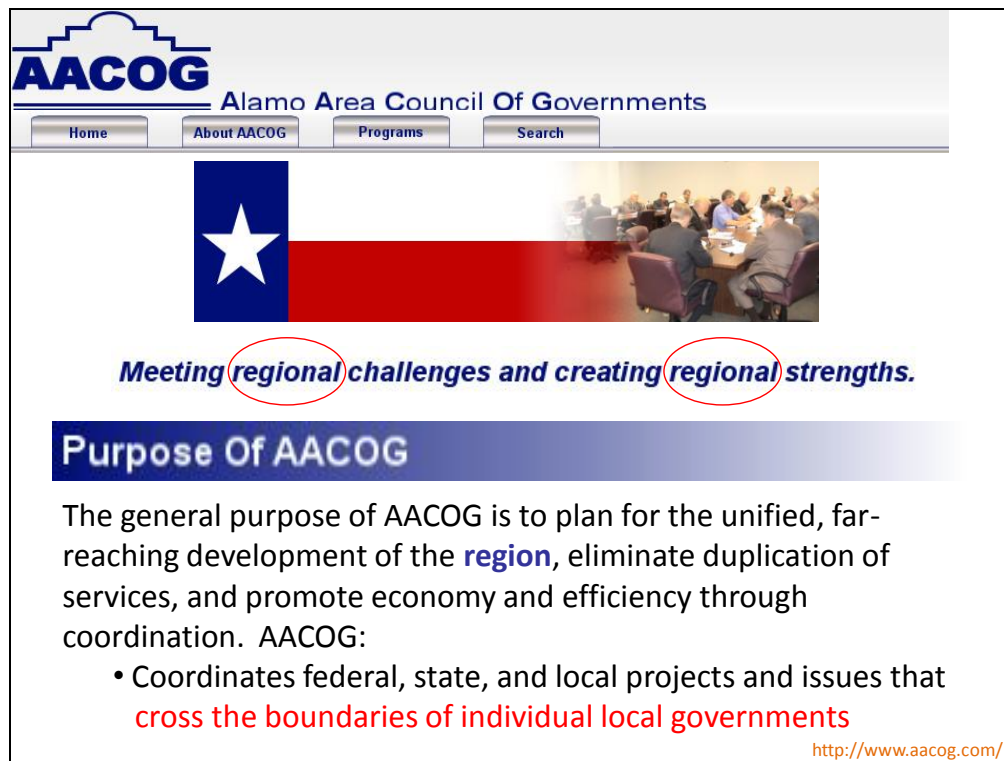 AACOG
Alamo Area Council Of Governments
Home About AACOG Programs Search
Meeting regional challenges and creating regional strengths.
Purpose Of AACOG
The general purpose of AACOG is to plan for the unified, far-
reaching development of the region, eliminate duplication of
services, and promote economy and efficiency through
coordination. AACOG:
• Coordinates federal, state, and local projects and issues that
cross the boundaries of individual local governments
http://www.aacog.com/